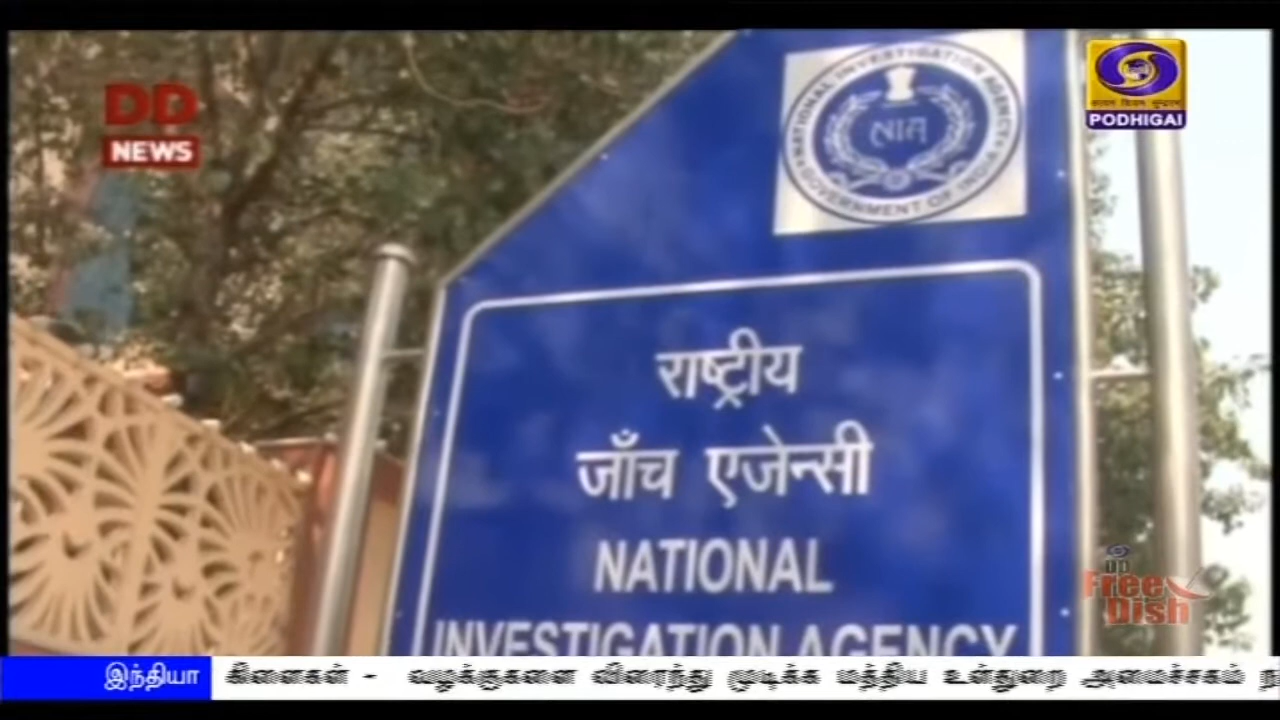 DD
NEWS
PODHIGAI
NATIONAL INVESTIGATION AGENCY
GOVERNMENT OF INDIA
राष्ट्रीय
जाँच एजेन्सी
NATIONAL
INVESTIGATION AGENCY
Free
Dish
இந்தியா
கிளைகள் - வழக்குகளை விரைந்து முடிக்க மத்திய உள்துறை அமைச்சகம்